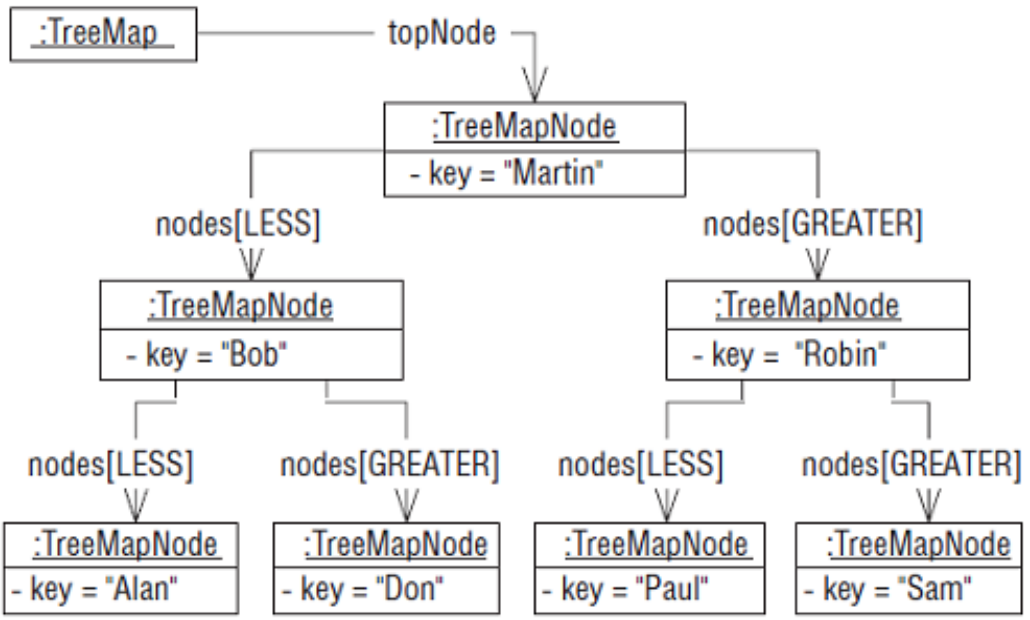 :TreeMap
topNode
:TreeMapNode
- key = "Martin"
nodes[LESS]
nodes[GREATER]
:TreeMapNode
- key = "Bob"
:TreeMapNode
- key = "Robin"
nodes[LESS]
nodes[GREATER]
nodes[LESS]
nodes[GREATER]
:TreeMapNode
- key = "Alan"
:TreeMapNode
- key = "Don"
:TreeMapNode
- key = "Paul"
:TreeMapNode
- key = "Sam"